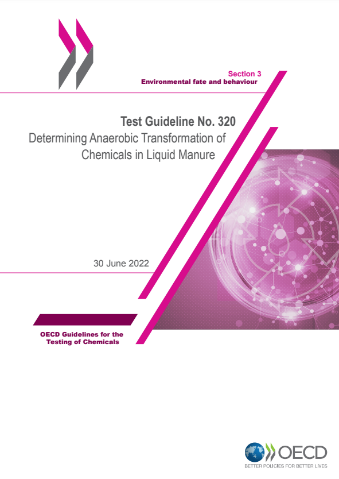 Section 3
Environmental fate and behaviour
Test Guideline No. 320
Determining Anaerobic Transformation of
Chemicals in Liquid Manure
30 June 2022
OECD Guidelines for the
Testing of Chemicals
OECD
BETTER POLICIES FOR BETTER LIVES